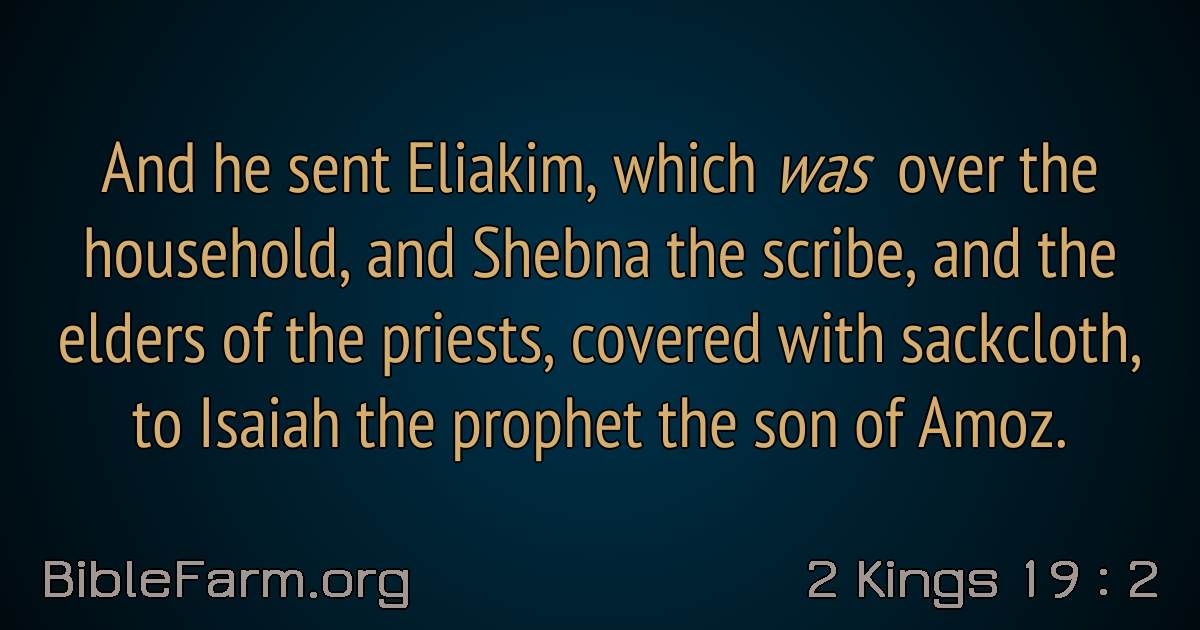 And he sent Eliakim, which was over the
household, and Shebna the scribe, and the
elders of the priests, covered with sackcloth,
to Isaiah the prophet the son of Amoz.
BibleFarm.org
2 Kings 19 : 2